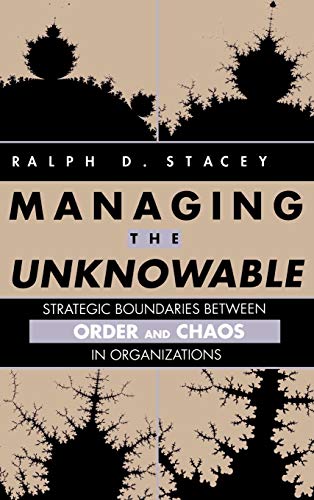 RALPH D. STACEY
MANAGING
THE
UNKNOWABLE
STRATEGIC BOUNDARIES BETWEEN
ORDER AND CHAOS
IN ORGANIZATIONS